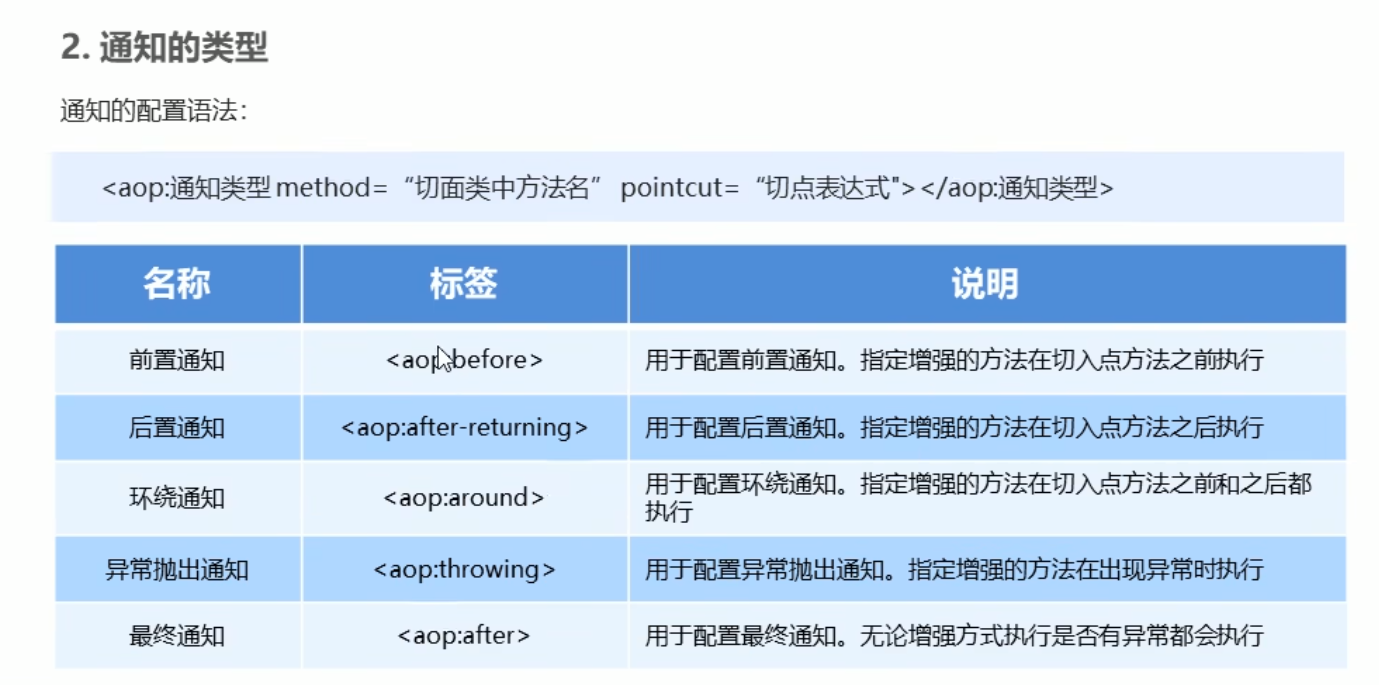 2. 通知的类型
通知的配置语法：
<aop:通知类型 method= “切面类中方法名” pointcut= “切点表达式"></aop:通知类型>
名称 标签 说明
前置通知 <aop:before> 用于配置前置通知。指定增强的方法在切入点方法之前执行
后置通知 <aop:after-returning> 用于配置后置通知。指定增强的方法在切入点方法之后执行
环绕通知 <aop:around> 用于配置环绕通知。指定增强的方法在切入点方法之前和之后都
执行
异常抛出通知 <aop:throwing> 用于配置异常抛出通知。指定增强的方法在出现异常时执行
最终通知 <aop:after> 用于配置最终通知。无论增强方式执行是否有异常都会执行